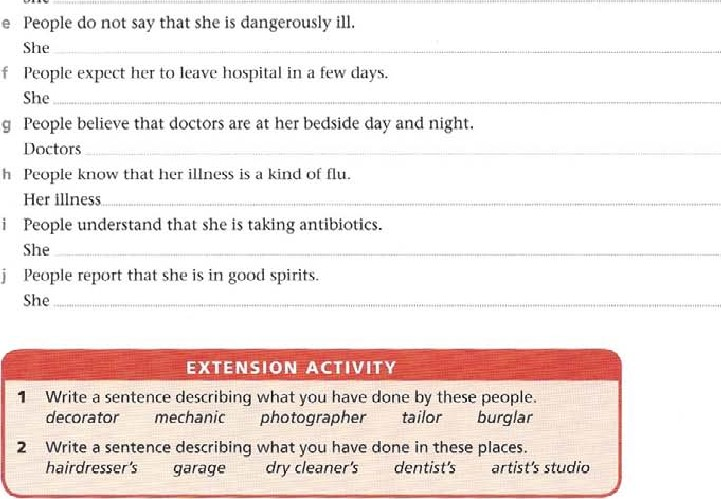 She
e People do not say that she is dangerously ill.
She
f People expect her to leave hospital in a few days.
She
g People believe that doctors are at her bedside day and night.
Doctors
h People know that her illness is a kind of flu.
Her illness
i People understand that she is taking antibiotics.
She
j People report that she is in good spirits.
She
EXTENSION ACTIVITY
1 Write a sentence describing what you have done by these people.
decorator mechanic photographer tailor burglar
2 Write a sentence describing what you have done in these places.
hairdresser's garage dry cleaner's dentist's artist's studio